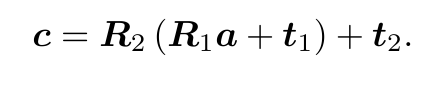 c = R₂ (R₁a + t₁) + t₂.